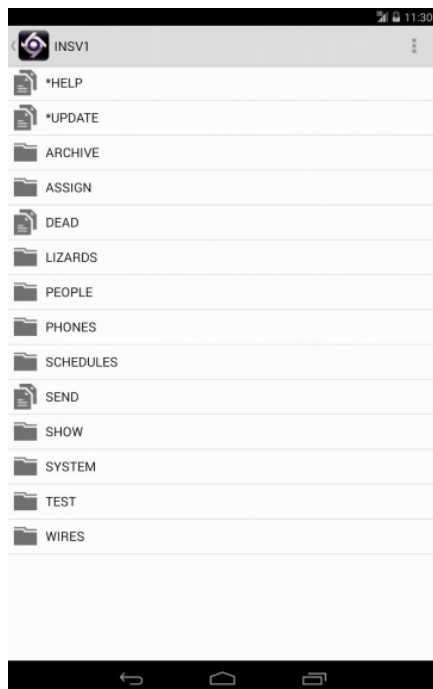 11:30
INSV1
*HELP
*UPDATE
ARCHIVE
ASSIGN
DEAD
LIZARDS
PEOPLE
PHONES
SCHEDULES
SEND
SHOW
SYSTEM
TEST
WIRES